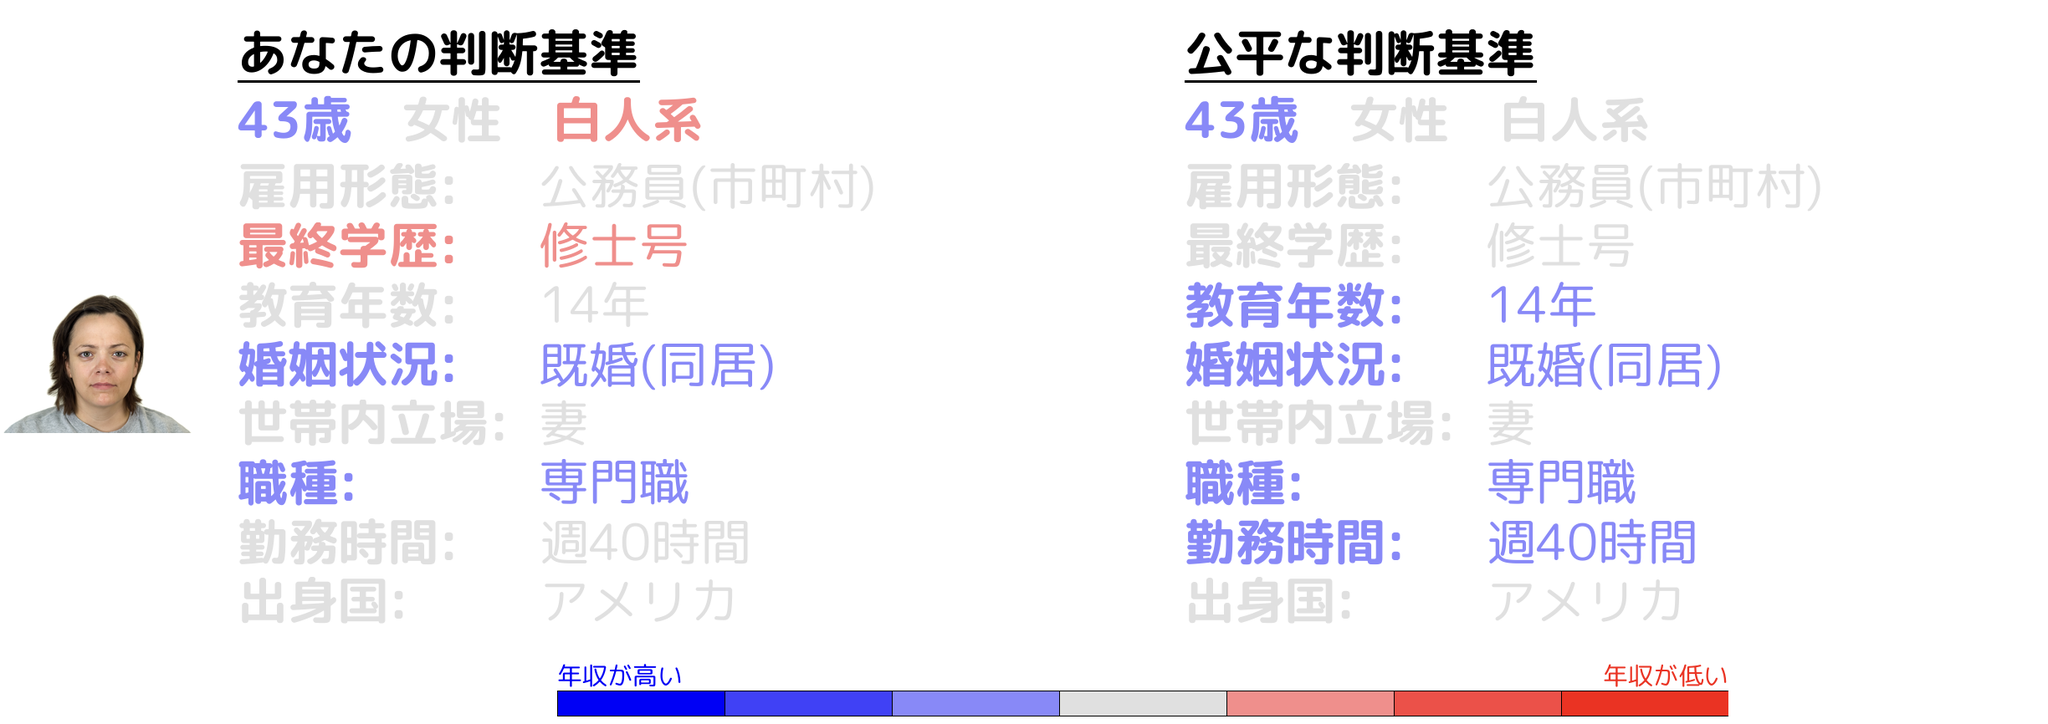 あなたの判断基準
43歳 女性 白人系
雇用形態: 公務員(市町村)
最終学歴: 修士号
教育年数: 14年
婚姻状況: 既婚(同居)
世帯内立場: 妻
職種: 専門職
勤務時間: 週40時間
出身国: アメリカ
公平な判断基準
43歳 女性 白人系
雇用形態: 公務員(市町村)
最終学歴: 修士号
教育年数: 14年
婚姻状況: 既婚(同居)
世帯内立場: 妻
職種: 専門職
勤務時間: 週40時間
出身国: アメリカ
年収が高い
年収が低い